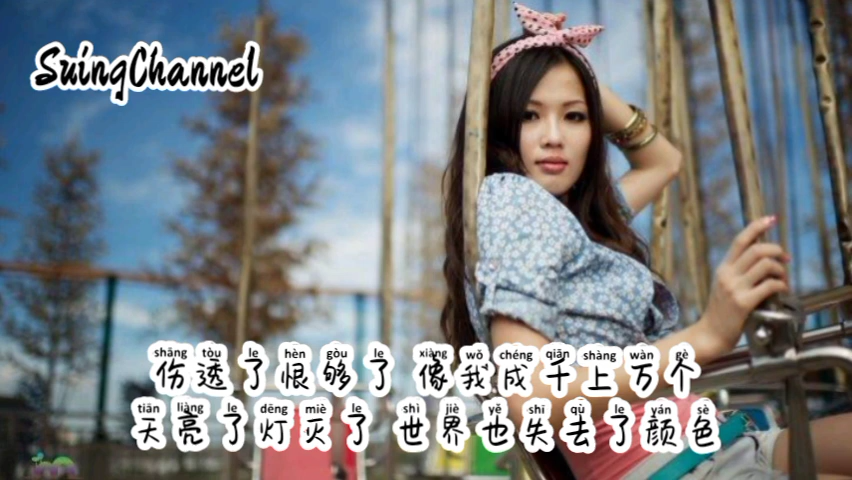 SuingChannel
shāng tòu le hèn gòu le xiàng wǒ chéng qiān shàng wàn gè
伤透了恨够了 像我成千上万个
tiān liàng le dēng miè le shì jiè yě shī qù le yán sè
天亮了灯灭了 世界也失去了颜色